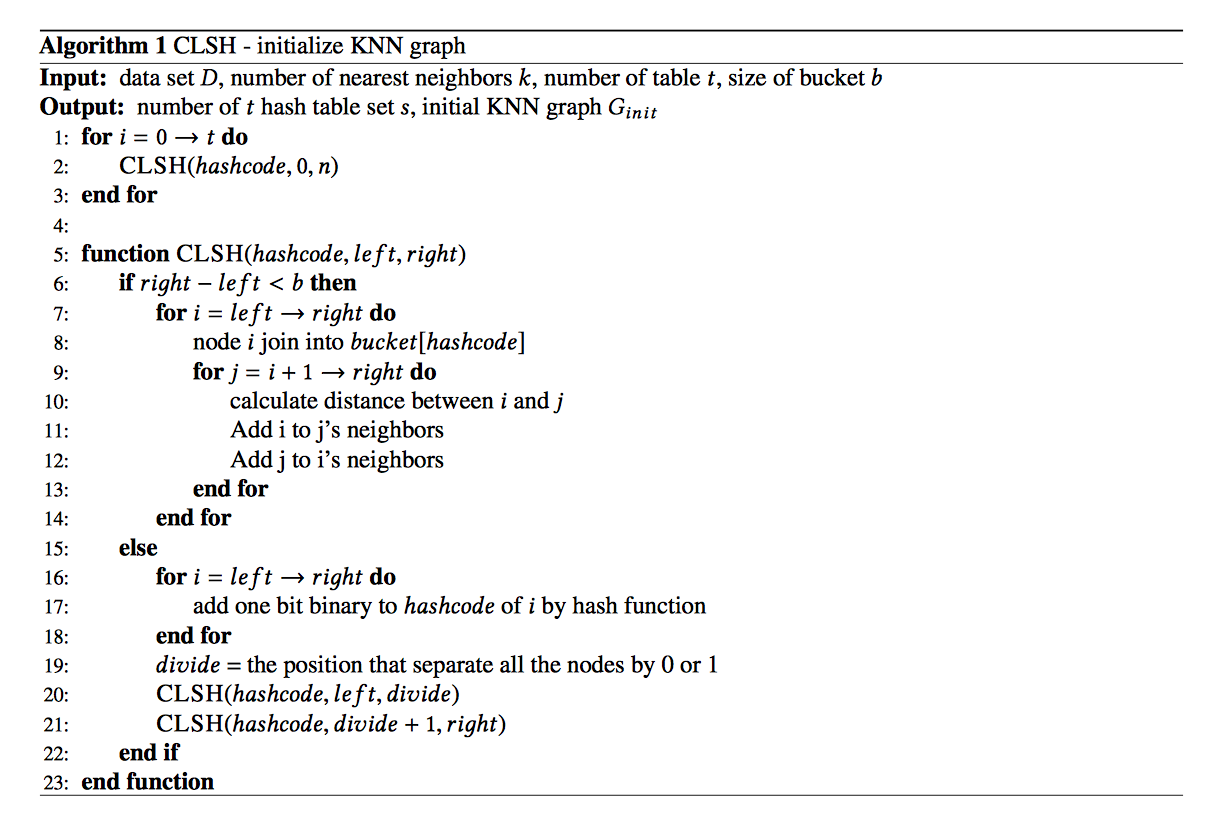 Algorithm 1 CLSH - initialize KNN graph
Input: data set D, number of nearest neighbors k, number of table t, size of bucket b
Output: number of t hash table set s, initial KNN graph G_init
1: for i = 0 → t do
2: CLSH(hashcode, 0, n)
3: end for
4:
5: function CLSH(hashcode, left, right)
6: if right − left < b then
7: for i = left → right do
8: node i join into bucket[hashcode]
9: for j = i + 1 → right do
10: calculate distance between i and j
11: Add i to j’s neighbors
12: Add j to i’s neighbors
13: end for
14: end for
15: else
16: for i = left → right do
17: add one bit binary to hashcode of i by hash function
18: end for
19: divide = the position that separate all the nodes by 0 or 1
20: CLSH(hashcode, left, divide)
21: CLSH(hashcode, divide + 1, right)
22: end if
23: end function